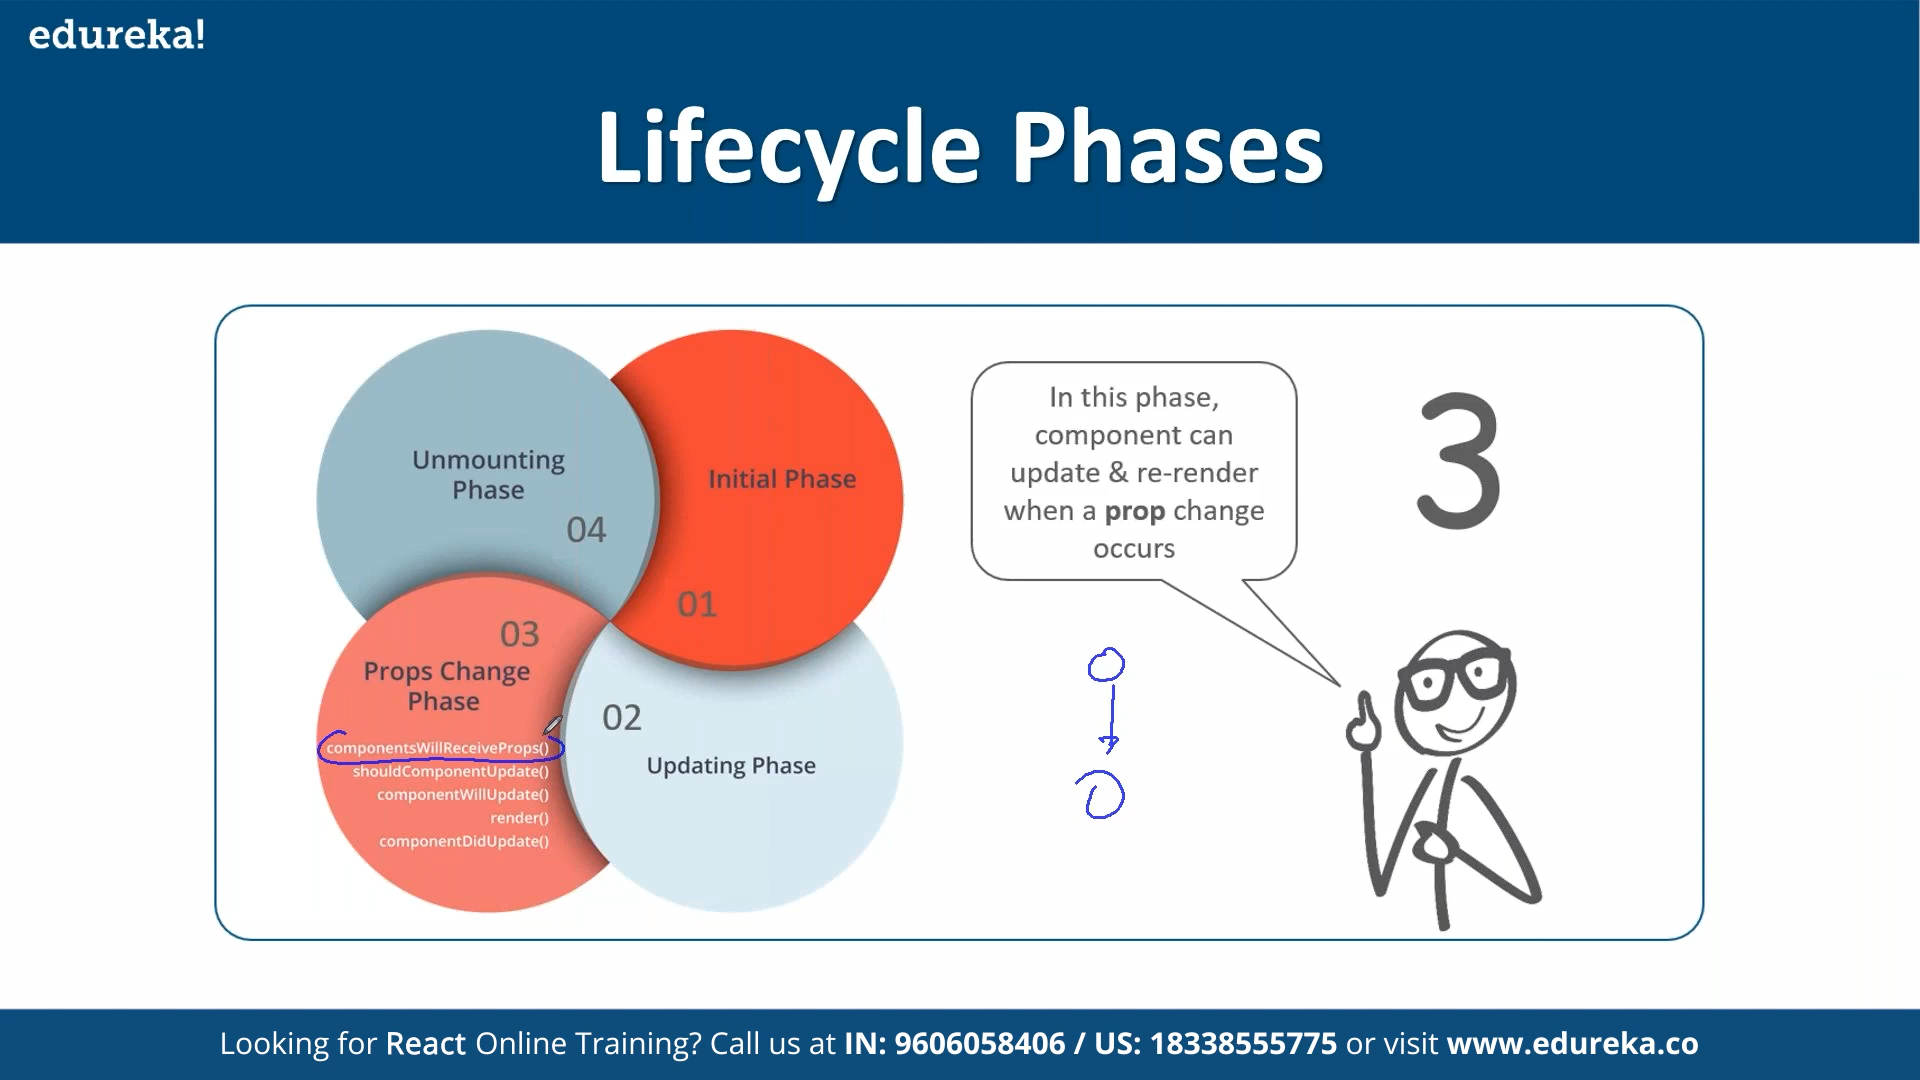 edureka!
Lifecycle Phases
Unmounting
Phase
04
Initial Phase
01
03
Props Change
Phase
componentsWillReceiveProps()
shouldComponentUpdate()
componentWillUpdate()
render()
componentDidUpdate()
02
Updating Phase
In this phase,
component can
update & re-render
when a prop change
occurs
3
Looking for React Online Training? Call us at IN: 9606058406 / US: 18338555775 or visit www.edureka.co